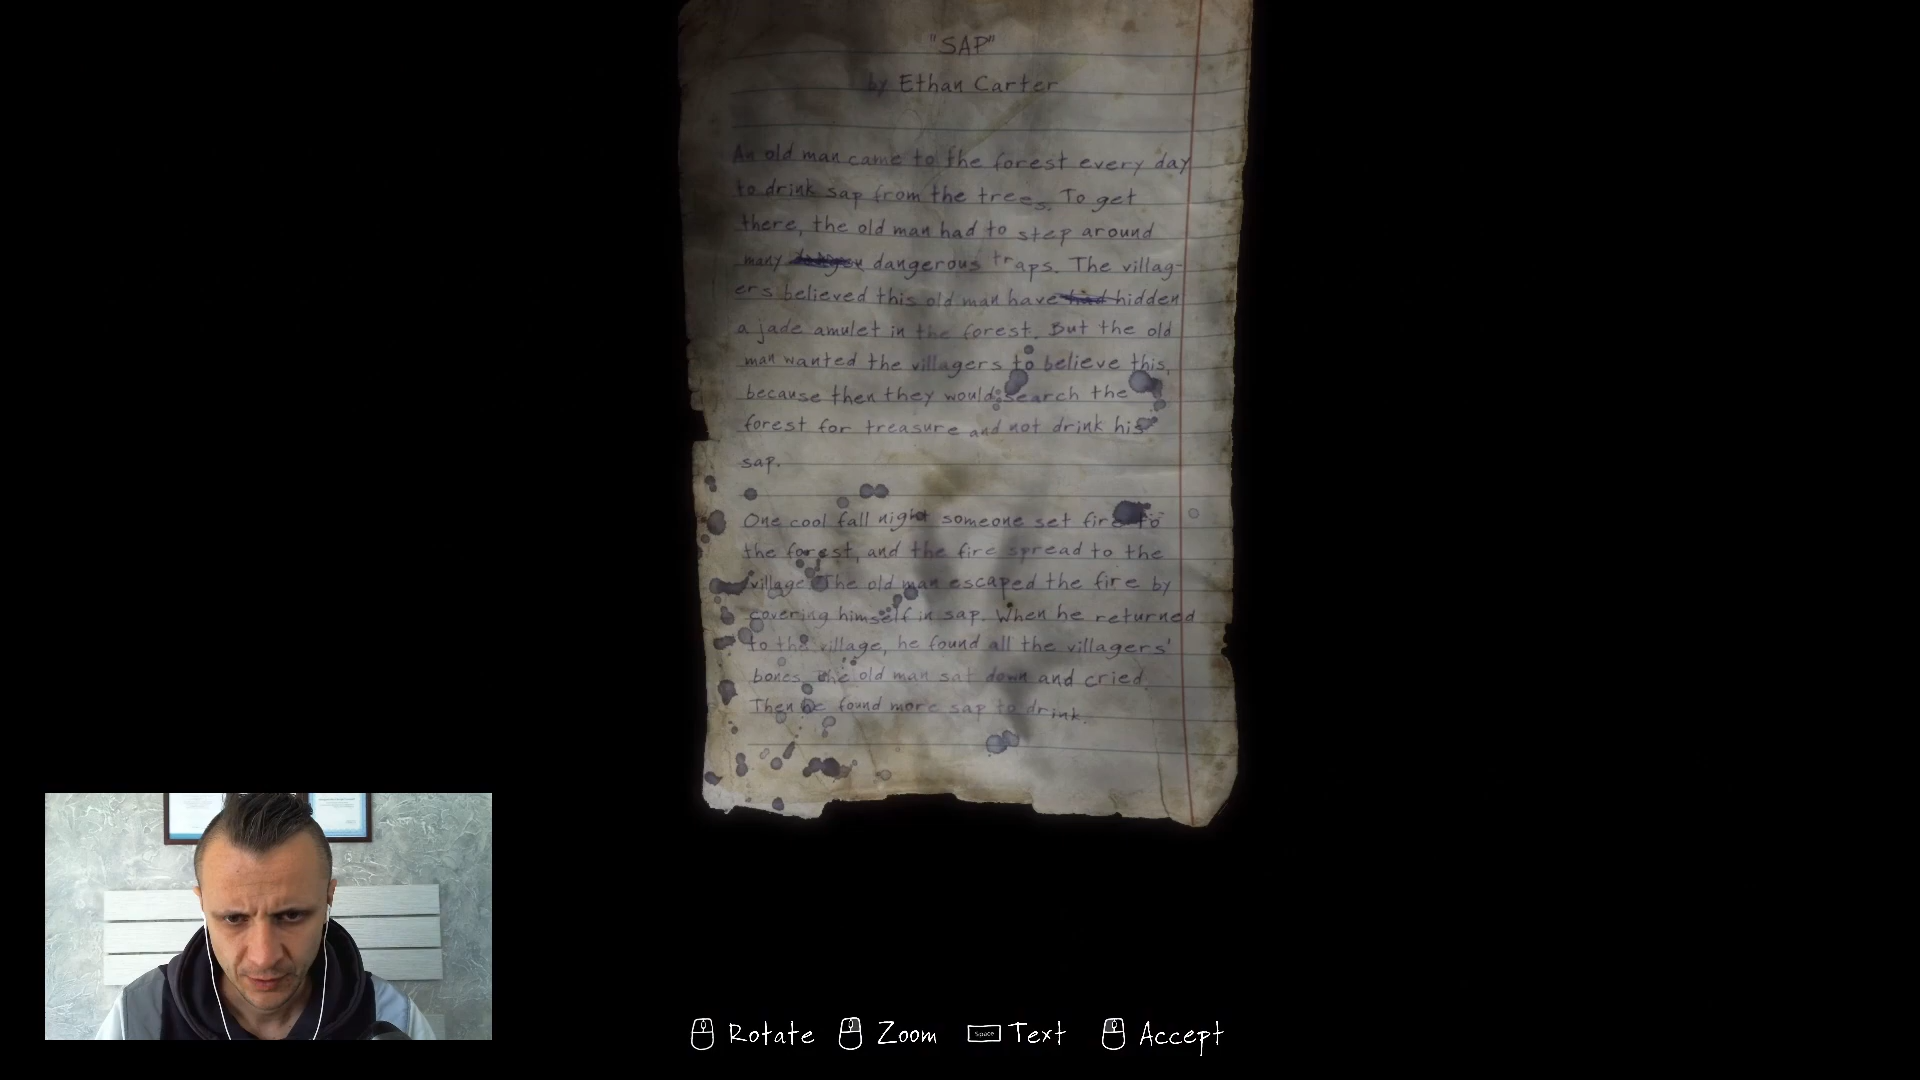 "SAP"
by Ethan Carter
An old man came to the forest every day
to drink sap from the trees. To get
there, the old man had to step around
many dangerous traps. The villag-
ers believed this old man have had hidden
a jade amulet in the forest. But the old
man wanted the villagers to believe this,
because then they would search the
forest for treasure and not drink his
sap.
One cool fall night someone set fire to
the forest, and the fire spread to the
village. The old man escaped the fire by
covering himself in sap. When he returned
to the village, he found all the villagers'
bones. The old man sat down and cried.
Then he found more sap to drink.
Rotate Zoom Space Text Accept